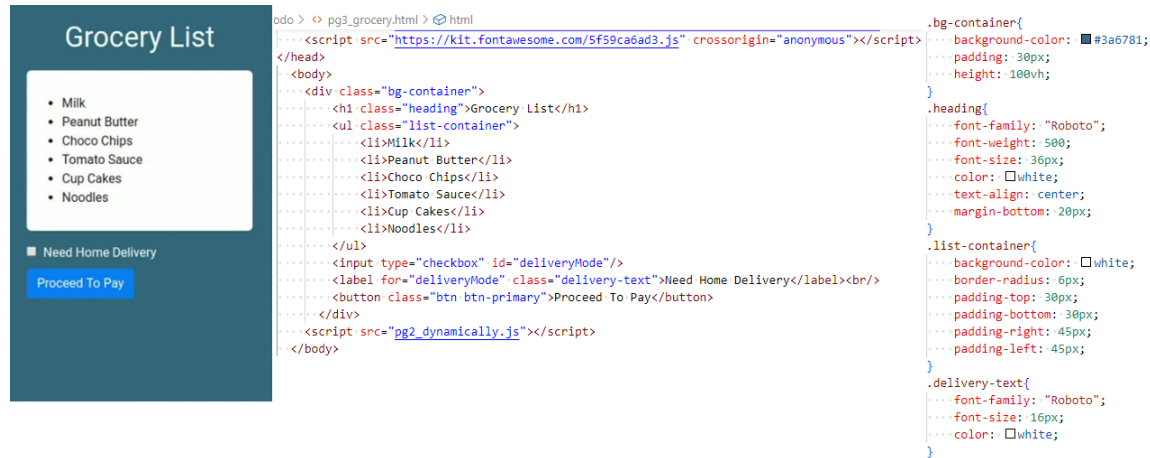 Grocery List
• Milk
• Peanut Butter
• Choco Chips
• Tomato Sauce
• Cup Cakes
• Noodles
Need Home Delivery
Proceed To Pay
odo > <> pg3_grocery.html > html
<script src="https://kit.fontawesome.com/5f59ca6ad3.js" crossorigin="anonymous"></script>
</head>
<body>
<div class="bg-container">
<h1 class="heading">Grocery List</h1>
<ul class="list-container">
<li>Milk</li>
<li>Peanut Butter</li>
<li>Choco Chips</li>
<li>Tomato Sauce</li>
<li>Cup Cakes</li>
<li>Noodles</li>
</ul>
<input type="checkbox" id="deliveryMode"/>
<label for="deliveryMode" class="delivery-text">Need Home Delivery</label><br/>
<button class="btn btn-primary">Proceed To Pay</button>
</div>
<script src="pg2_dynamically.js"></script>
</body>
.bg-container{
background-color: #3a6781;
padding: 30px;
height: 100vh;
}
.heading{
font-family: "Roboto";
font-weight: 500;
font-size: 36px;
color: white;
text-align: center;
margin-bottom: 20px;
}
.list-container{
background-color: white;
border-radius: 6px;
padding-top: 30px;
padding-bottom: 30px;
padding-right: 45px;
padding-left: 45px;
}
.delivery-text{
font-family: "Roboto";
font-size: 16px;
color: white;
}